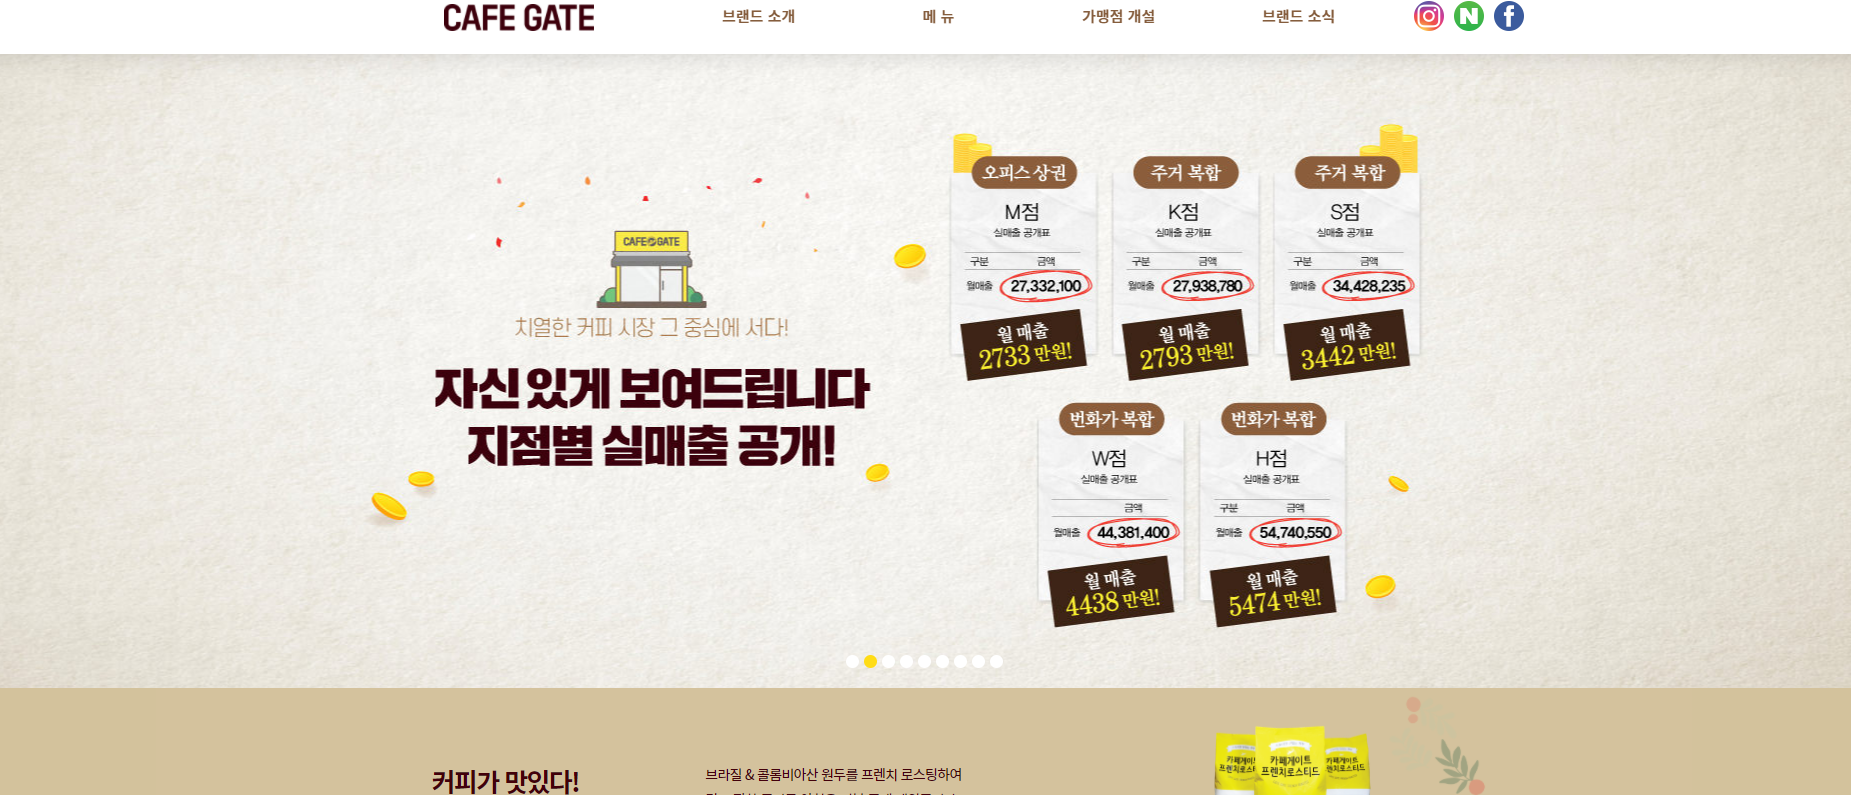 CAFE GATE
브랜드 소개
메 뉴
가맹점 개설
브랜드 소식
CAFE GATE
치열한 커피 시장 그 중심에 서다!
자신 있게 보여드립니다
지점별 실매출 공개!
오피스 상권
M점
실매출 공개표
구분 금액
월매출 27,332,100
월 매출
2733 만원!
주거 복합
K점
실매출 공개표
구분 금액
월매출 27,938,780
월 매출
2793 만원!
주거 복합
S점
실매출 공개표
구분 금액
월매출 34,428,235
월 매출
3442 만원!
번화가 복합
W점
실매출 공개표
금액
월매출 44,381,400
월 매출
4438 만원!
번화가 복합
H점
실매출 공개표
구분 금액
월매출 54,740,550
월 매출
5474 만원!
커피가 맛있다!
브라질 & 콜롬비아산 원두를 프렌치 로스팅하여
카페게이트
프렌치로스티드